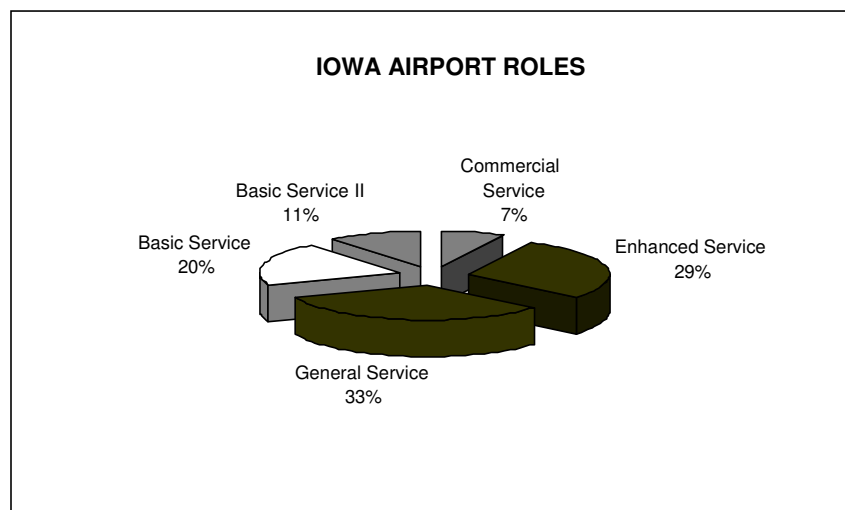 IOWA AIRPORT ROLES
Commercial
Service
7%
Basic Service II
11%
Basic Service
20%
Enhanced Service
29%
General Service
33%